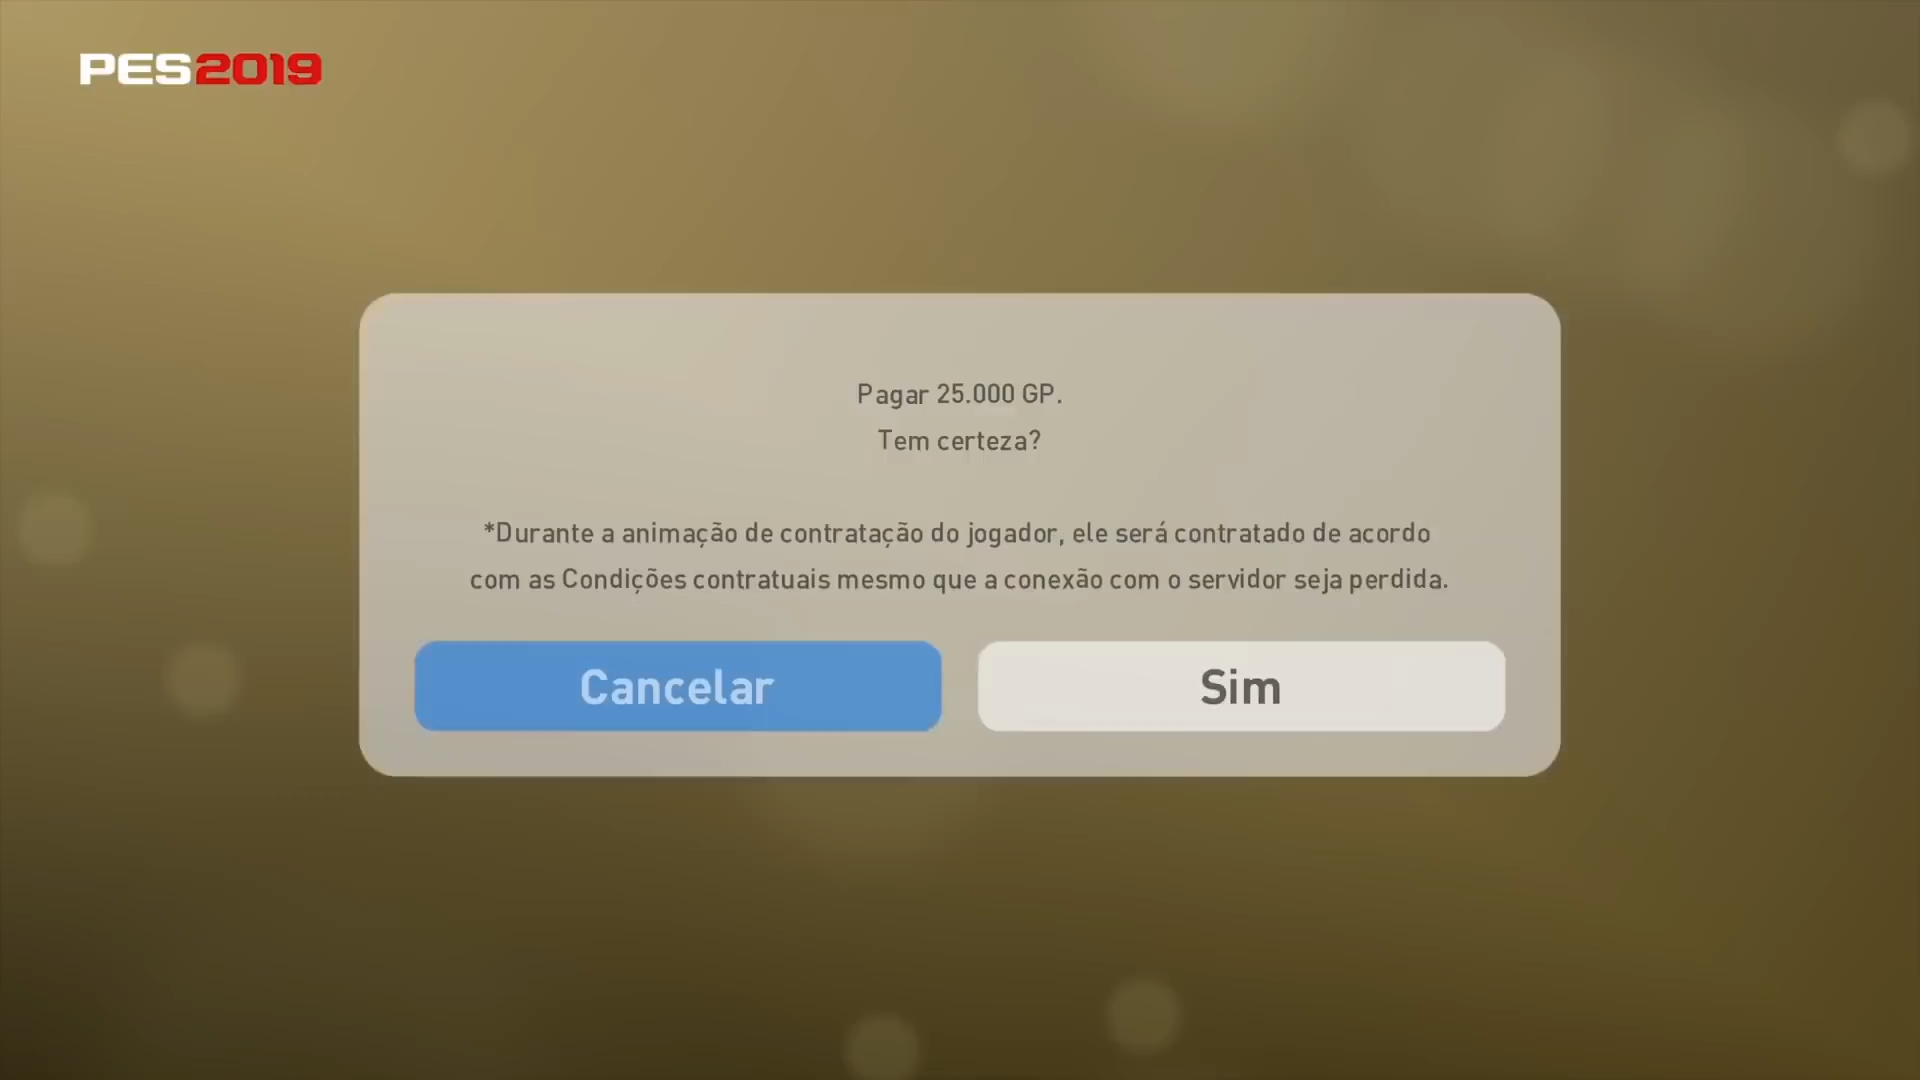 PES2019
Pagar 25.000 GP.
Tem certeza?
*Durante a animação de contratação do jogador, ele será contratado de acordo
com as Condições contratuais mesmo que a conexão com o servidor seja perdida.
Cancelar
Sim